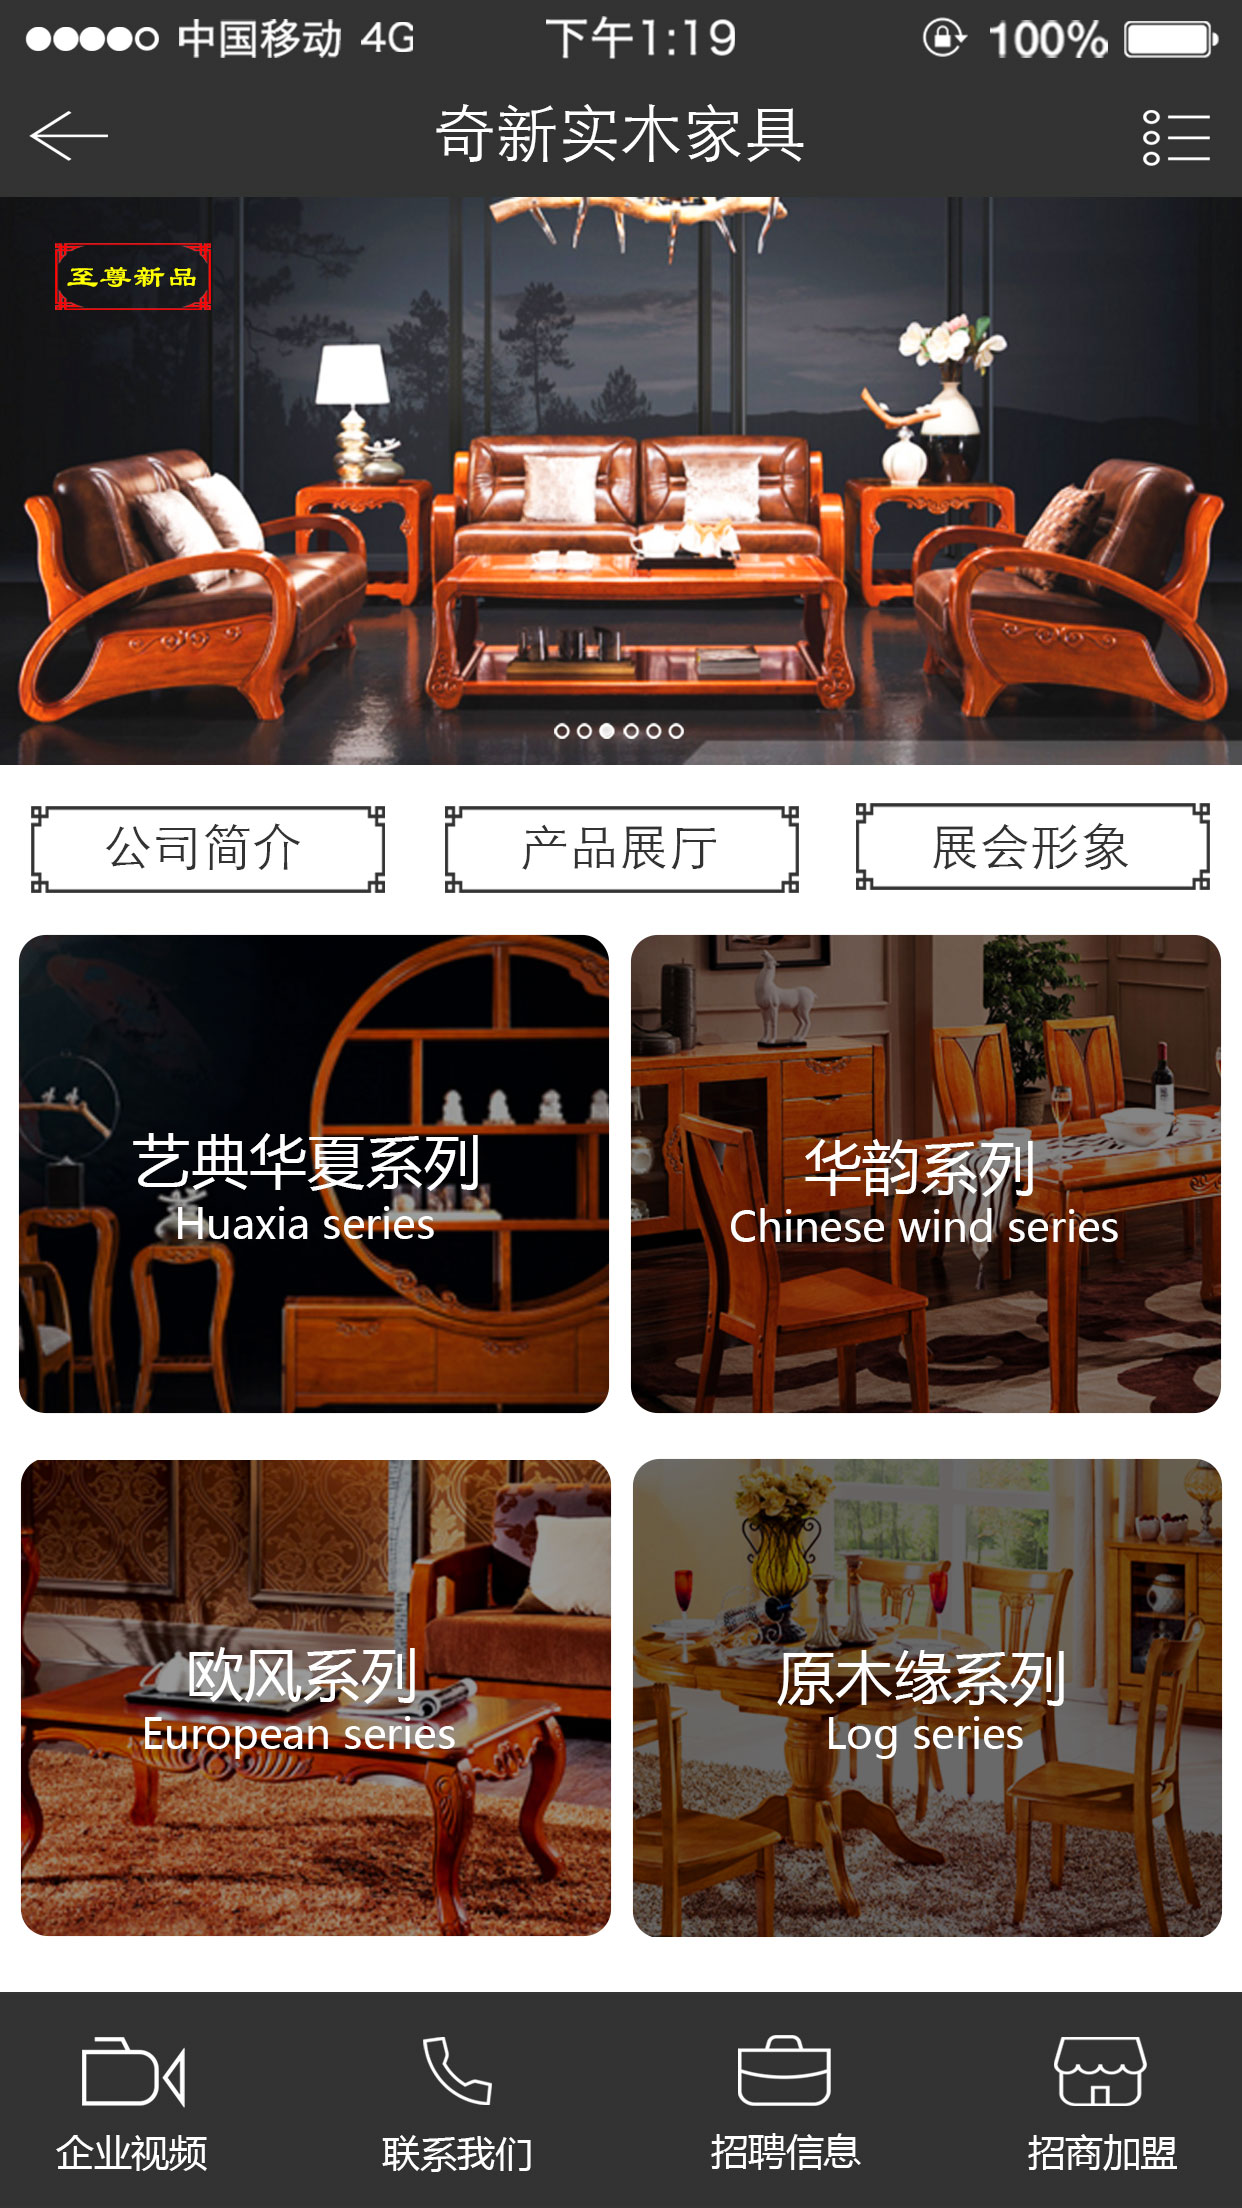 中国移动 4G 下午1:19 100%
奇新实木家具
至尊新品
公司简介 产品展厅 展会形象
艺典华夏系列
Huaxia series
华韵系列
Chinese wind series
欧风系列
European series
原木缘系列
Log series
企业视频 联系我们 招聘信息 招商加盟